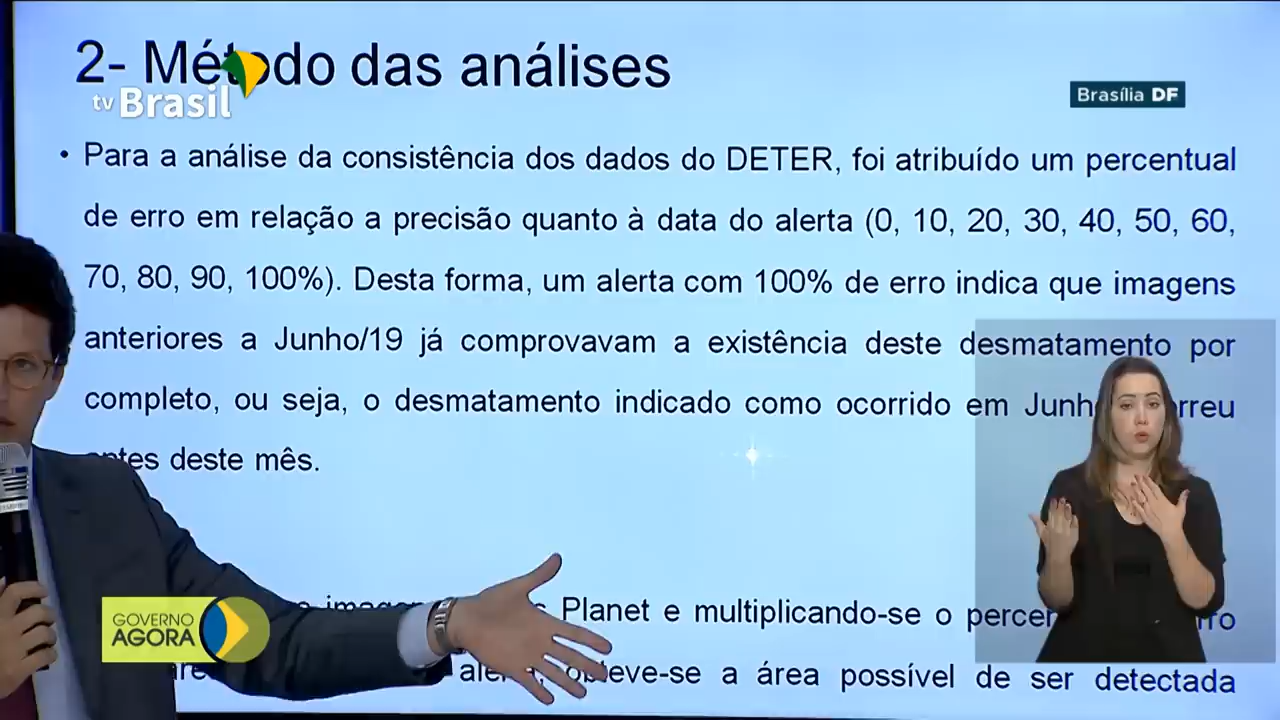 2- Método das análises
tv Brasil
Brasília DF
• Para a análise da consistência dos dados do DETER, foi atribuído um percentual
de erro em relação a precisão quanto à data do alerta (0, 10, 20, 30, 40, 50, 60,
70, 80, 90, 100%). Desta forma, um alerta com 100% de erro indica que imagens
anteriores a Junho/19 já comprovavam a existência deste desmatamento por
completo, ou seja, o desmatamento indicado como ocorrido em
deste mês.
Planet e multiplicando-se o
obteve-se a área possível de ser detectada
GOVERNO
AGORA